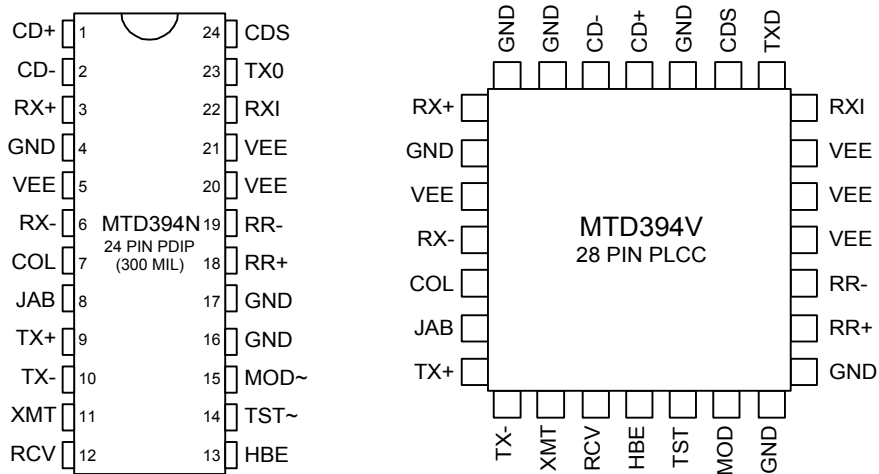 CD+ 1 24 CDS
CD- 2 23 TX0
RX+ 3 22 RXI
GND 4 21 VEE
VEE 5 20 VEE
RX- 6 MTD394N 19 RR-
24 PIN PDIP
(300 MIL)
COL 7 18 RR+
JAB 8 17 GND
TX+ 9 16 GND
TX- 10 15 MOD~
XMT 11 14 TST~
RCV 12 13 HBE
GND GND CD- CD+ GND CDS TXD
RX+ RXI
GND VEE
VEE VEE
MTD394V
28 PIN PLCC
RX- VEE
COL RR-
JAB RR+
TX+ GND
TX- XMT RCV HBE TST MOD GND